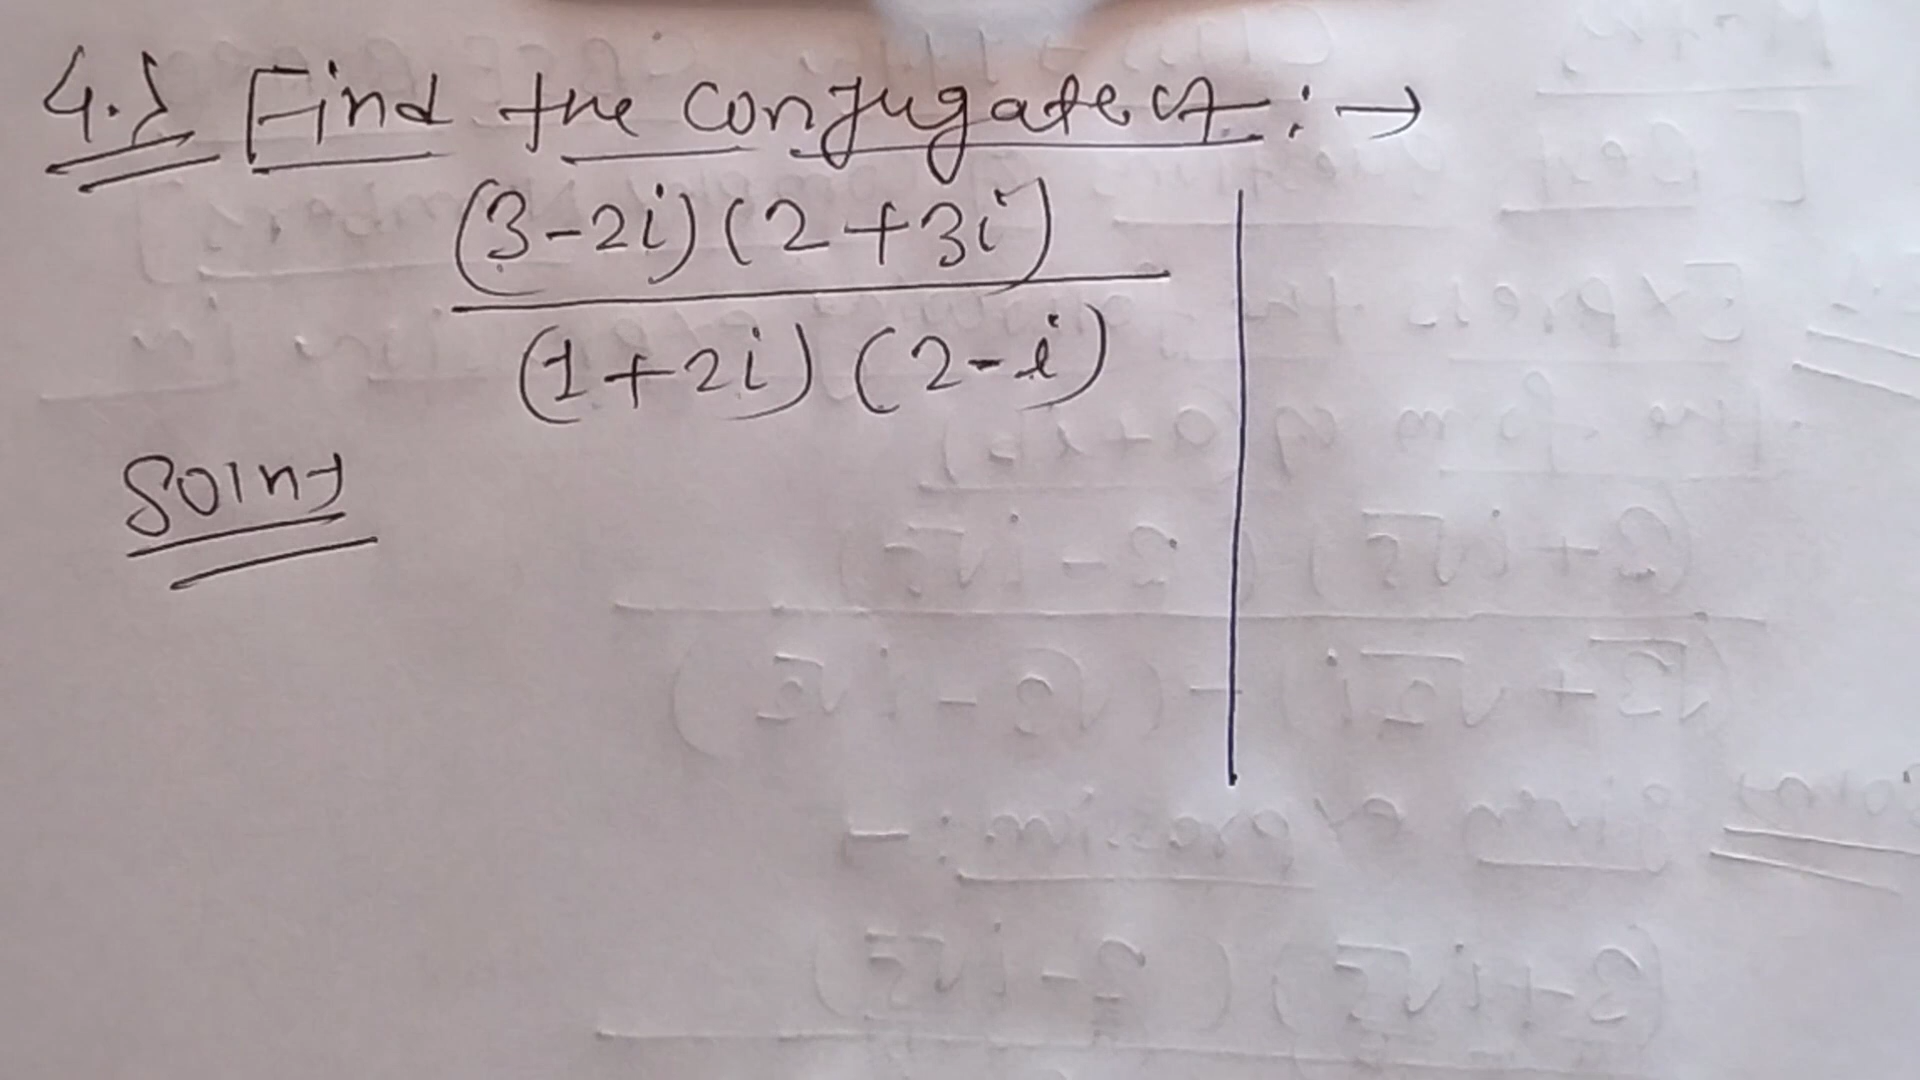 4.> Find the conjugate of :→
(3-2i)(2+3i)
(1+2i)(2-i)
Soln→